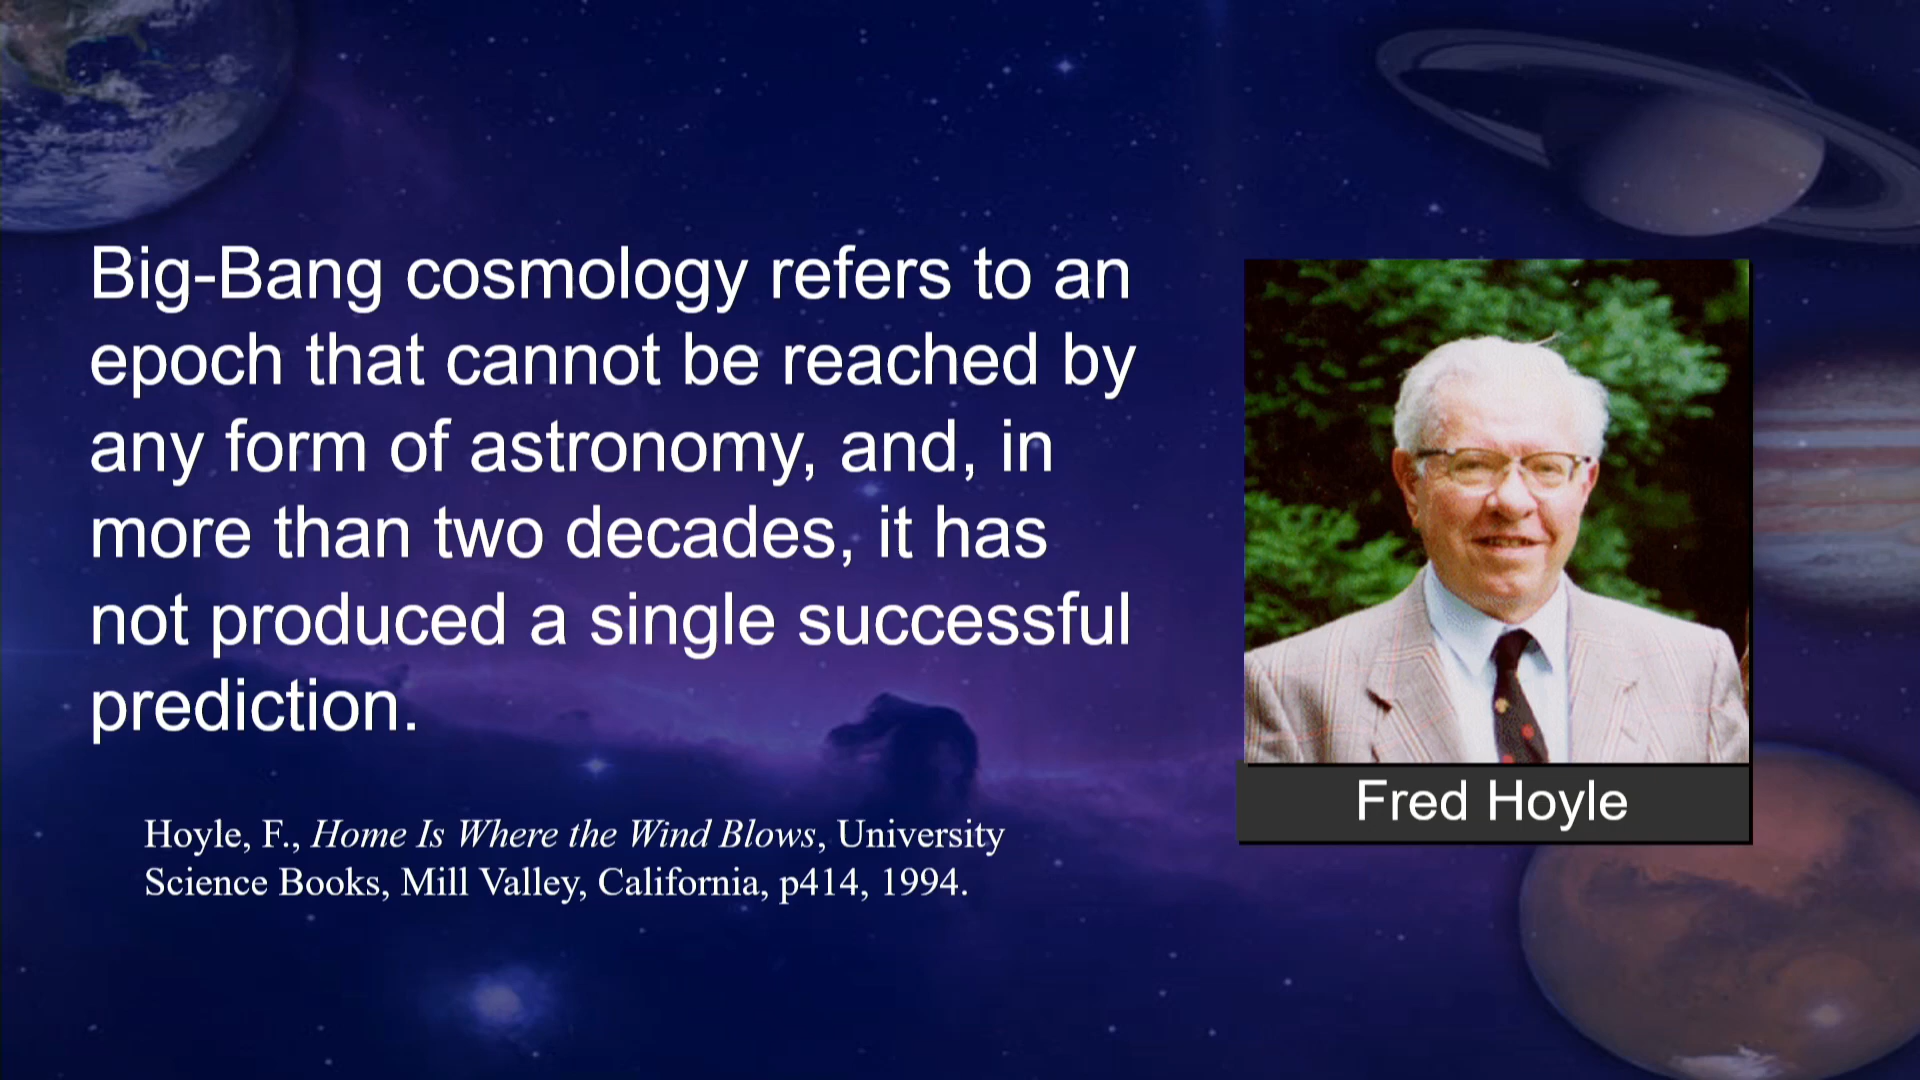 Big-Bang cosmology refers to an
epoch that cannot be reached by
any form of astronomy, and, in
more than two decades, it has
not produced a single successful
prediction.
Hoyle, F., Home Is Where the Wind Blows, University
Science Books, Mill Valley, California, p414, 1994.
Fred Hoyle